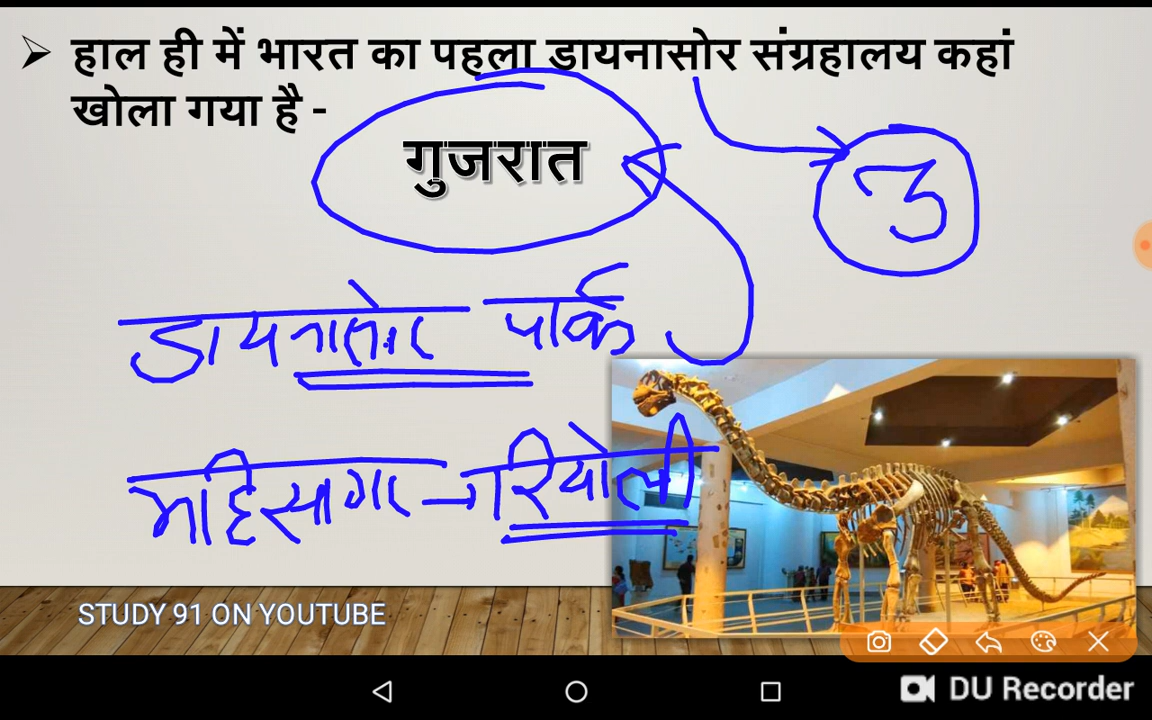 ➢ हाल ही में भारत का पहला डायनासोर संग्रहालय कहां
खोला गया है -
गुजरात
3
डायनासोर पार्क
महिसागर → रियोली
STUDY 91 ON YOUTUBE
DU Recorder